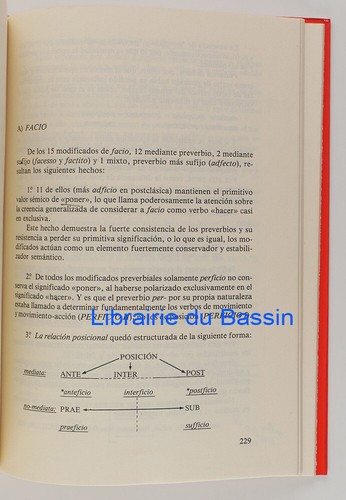 A) FACIO
De los 15 modificados de facio, 12 mediante preverbio, 2 mediante
sufijo (facesso y factito) y 1 mixto, preverbio más sufijo (adfecto), re-
sultan los siguientes hechos:
1.º 11 de ellos (más adficio en postclásica) mantienen el primitivo
valor sémico de «poner», lo que llama poderosamente la atención sobre
la creencia generalizada de considerar a facio como verbo «hacer» casi
en exclusiva.
Este hecho demuestra la fuerte consistencia de los preverbios y su
resistencia a perder su primitiva significación, o lo que es igual, los mo-
dificados actúan como un elemento fuertemente conservador y estabili-
zador semántico.
2.º De todos los modificados preverbiales solamente perficio no con-
serva el significado «poner», al haberse polarizado exclusivamente en el
significado «hacer». Y es que el preverbio per- por su propia naturaleza
estaba llamado a determinar fundamentalmente los verbos de movimiento
y movimiento-acción (PERFICIO
Librairie du Bassin
3.º La relación posicional quedó estructurada de la siguiente forma:
POSICIÓN
mediata: ANTE INTER POST
*anteficio interficio *postficio
no-mediata: PRAE SUB
praeficio sufficio
229